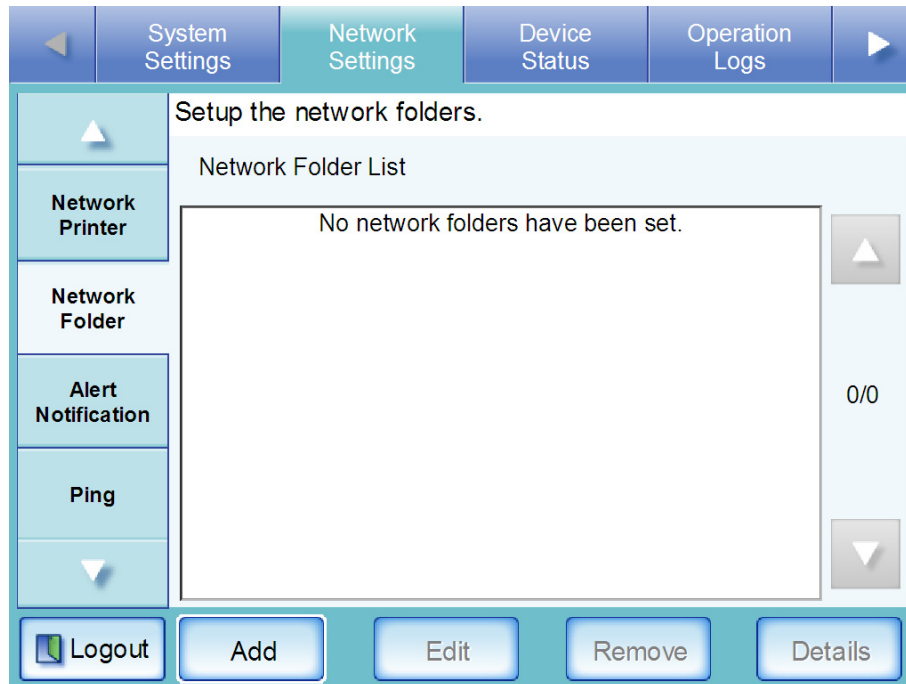 System Settings
Network Settings
Device Status
Operation Logs
Setup the network folders.
Network Folder List
No network folders have been set.
Network Printer
Network Folder
Alert Notification
Ping
0/0
Logout
Add
Edit
Remove
Details